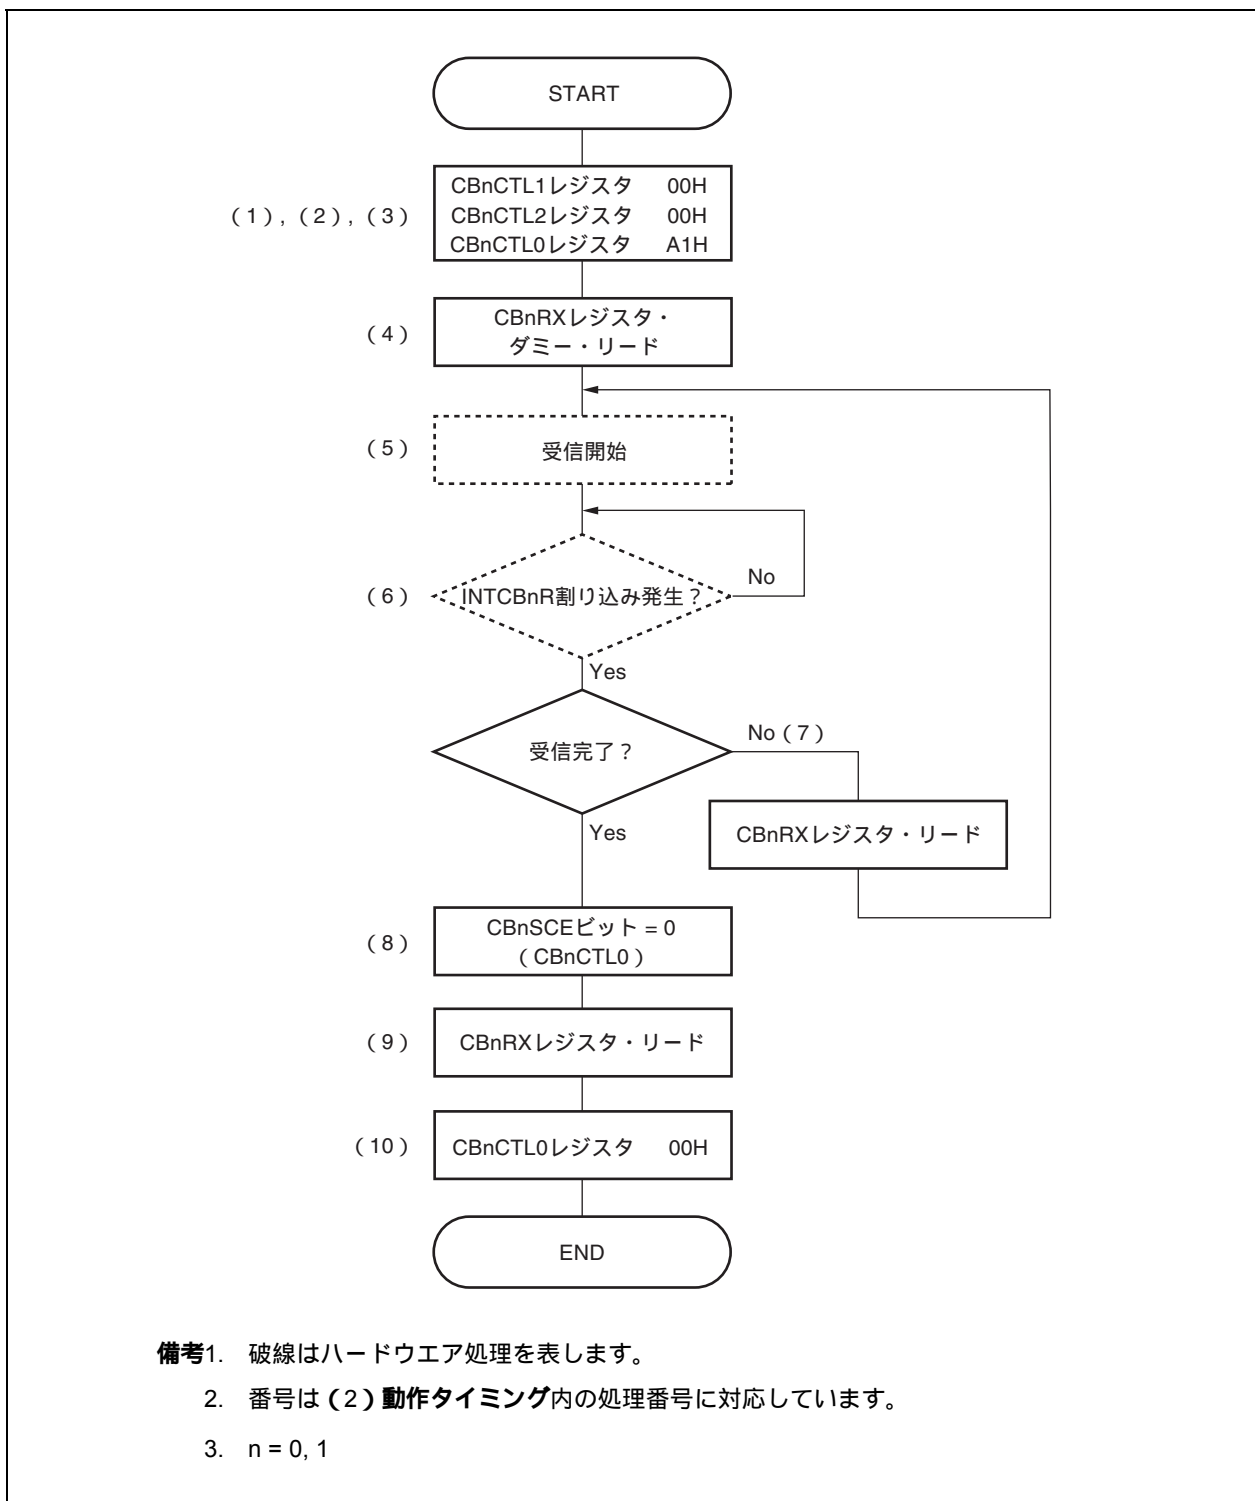 START
CBnCTL1レジスタ 00H
(1), (2), (3) CBnCTL2レジスタ 00H
CBnCTL0レジスタ A1H
(4) CBnRXレジスタ・
ダミー・リード
(5) 受信開始
(6) INTCBnR割り込み発生？ No
Yes
受信完了？ No（7）
Yes
CBnRXレジスタ・リード
(8) CBnSCEビット = 0
（CBnCTL0）
(9) CBnRXレジスタ・リード
(10) CBnCTL0レジスタ 00H
END
備考1. 破線はハードウエア処理を表します。
2. 番号は（2）動作タイミング内の処理番号に対応しています。
3. n = 0, 1